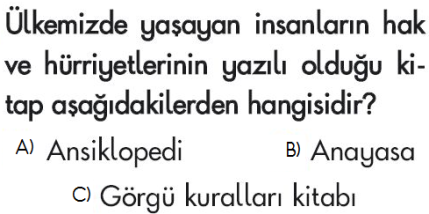 Ülkemizde yaşayan insanların hak
ve hürriyetlerinin yazılı olduğu ki-
tap aşağıdakilerden hangisidir?
A) Ansiklopedi B) Anayasa
C) Görgü kuralları kitabı